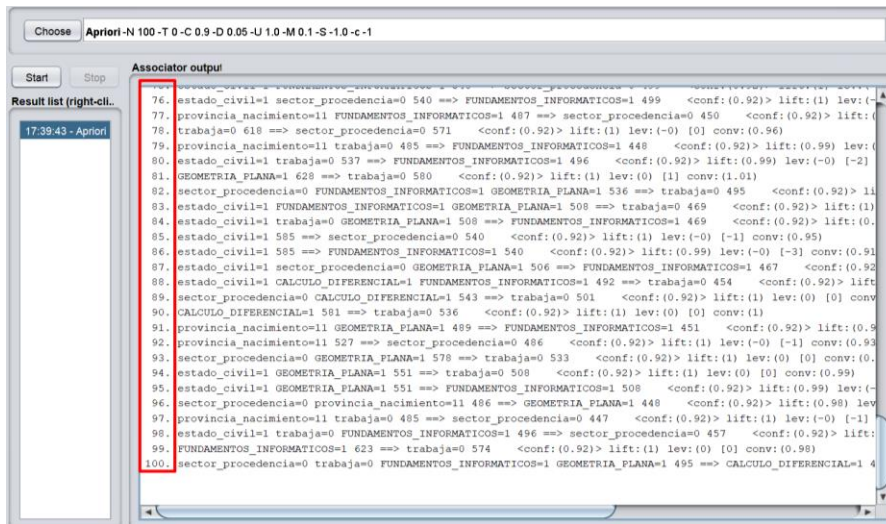 Choose Apriori -N 100 -T 0 -C 0.9 -D 0.05 -U 1.0 -M 0.1 -S -1.0 -c -1
Start Stop
Associator output
Result list (right-cli..
17:39:43 - Apriori
76. estado_civil=1 sector_procedencia=0 540 ==> FUNDAMENTOS_INFORMATICOS=1 499 <conf:(0.92)> lift:(1) lev:(-
77. provincia_nacimiento=11 FUNDAMENTOS_INFORMATICOS=1 487 ==> sector_procedencia=0 450 <conf:(0.92)> lift:(
78. trabaja=0 618 ==> sector_procedencia=0 571 <conf:(0.92)> lift:(1) lev:(-0) [0] conv:(0.96)
79. provincia_nacimiento=11 trabaja=0 485 ==> FUNDAMENTOS_INFORMATICOS=1 448 <conf:(0.92)> lift:(0.99) lev:(
80. estado_civil=1 trabaja=0 537 ==> FUNDAMENTOS_INFORMATICOS=1 496 <conf:(0.92)> lift:(0.99) lev:(-0) [-2]
81. GEOMETRIA_PLANA=1 628 ==> trabaja=0 580 <conf:(0.92)> lift:(1) lev:(0) [1] conv:(1.01)
82. sector_procedencia=0 FUNDAMENTOS_INFORMATICOS=1 GEOMETRIA_PLANA=1 536 ==> trabaja=0 495 <conf:(0.92)> li
83. estado_civil=1 FUNDAMENTOS_INFORMATICOS=1 GEOMETRIA_PLANA=1 508 ==> trabaja=0 469 <conf:(0.92)> lift:(1)
84. estado_civil=1 trabaja=0 GEOMETRIA_PLANA=1 508 ==> FUNDAMENTOS_INFORMATICOS=1 469 <conf:(0.92)> lift:(0.
85. estado_civil=1 585 ==> sector_procedencia=0 540 <conf:(0.92)> lift:(1) lev:(-0) [-1] conv:(0.95)
86. estado_civil=1 585 ==> FUNDAMENTOS_INFORMATICOS=1 540 <conf:(0.92)> lift:(0.99) lev:(-0) [-3] conv:(0.91
87. estado_civil=1 sector_procedencia=0 GEOMETRIA_PLANA=1 506 ==> FUNDAMENTOS_INFORMATICOS=1 467 <conf:(0.92
88. estado_civil=1 CALCULO_DIFERENCIAL=1 FUNDAMENTOS_INFORMATICOS=1 492 ==> trabaja=0 454 <conf:(0.92)> lift
89. sector_procedencia=0 CALCULO_DIFERENCIAL=1 543 ==> trabaja=0 501 <conf:(0.92)> lift:(1) lev:(0) [0] conv
90. CALCULO_DIFERENCIAL=1 581 ==> trabaja=0 536 <conf:(0.92)> lift:(1) lev:(0) [0] conv:(1)
91. provincia_nacimiento=11 GEOMETRIA_PLANA=1 489 ==> FUNDAMENTOS_INFORMATICOS=1 451 <conf:(0.92)> lift:(0.9
92. provincia_nacimiento=11 527 ==> sector_procedencia=0 486 <conf:(0.92)> lift:(1) lev:(-0) [-1] conv:(0.93
93. sector_procedencia=0 GEOMETRIA_PLANA=1 578 ==> trabaja=0 533 <conf:(0.92)> lift:(1) lev:(0) [0] conv:(0.
94. estado_civil=1 GEOMETRIA_PLANA=1 551 ==> trabaja=0 508 <conf:(0.92)> lift:(1) lev:(0) [0] conv:(0.99)
95. estado_civil=1 GEOMETRIA_PLANA=1 551 ==> FUNDAMENTOS_INFORMATICOS=1 508 <conf:(0.92)> lift:(0.99) lev:(-
96. sector_procedencia=0 provincia_nacimiento=11 486 ==> GEOMETRIA_PLANA=1 448 <conf:(0.92)> lift:(0.98) lev
97. provincia_nacimiento=11 trabaja=0 485 ==> sector_procedencia=0 447 <conf:(0.92)> lift:(1) lev:(-0) [-1]
98. estado_civil=1 trabaja=0 FUNDAMENTOS_INFORMATICOS=1 496 ==> sector_procedencia=0 457 <conf:(0.92)> lift:
99. FUNDAMENTOS_INFORMATICOS=1 623 ==> trabaja=0 574 <conf:(0.92)> lift:(1) lev:(0) [0] conv:(0.98)
100. sector_procedencia=0 trabaja=0 FUNDAMENTOS_INFORMATICOS=1 GEOMETRIA_PLANA=1 495 ==> CALCULO_DIFERENCIAL=1 4